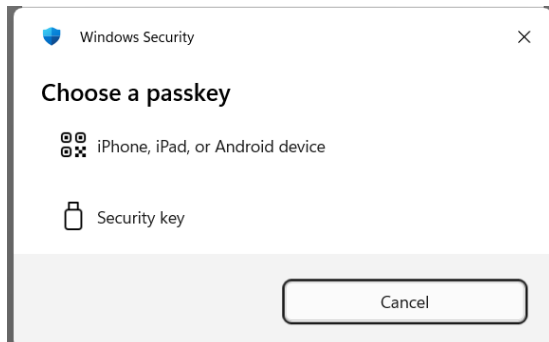 Windows Security
Choose a passkey
iPhone, iPad, or Android device
Security key
Cancel